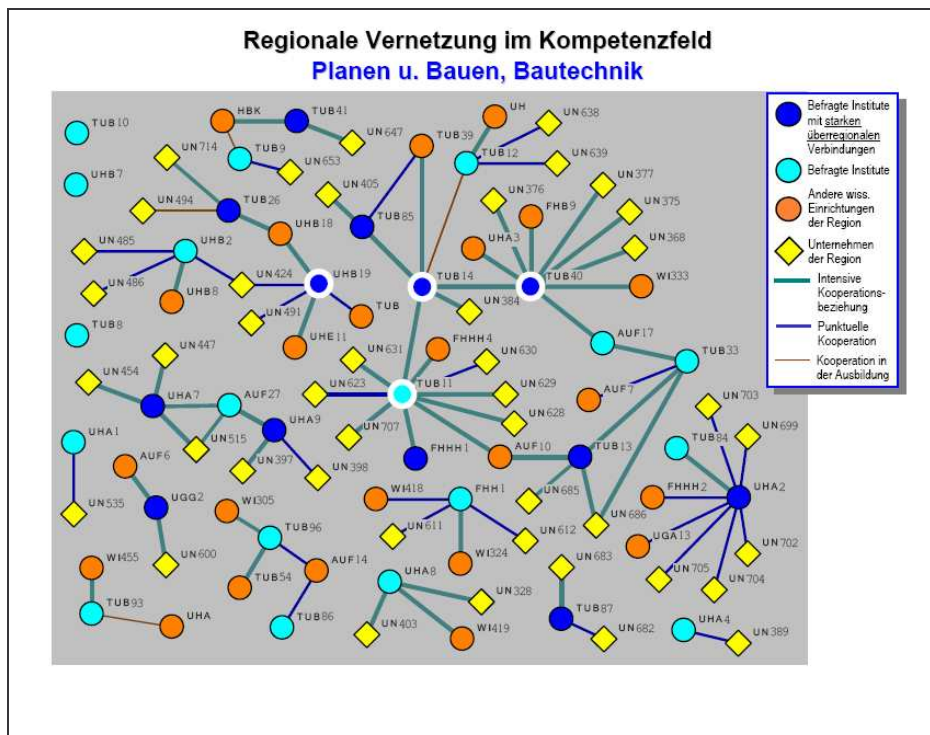 Regionale Vernetzung im Kompetenzfeld
Planen u. Bauen, Bautechnik
TUB10
HBK
TUB41
UN647
TUB39
UH
UN638
UN714
TUB9
UN653
TUB12
UN639
UHB7
UN405
UN376
UN377
UN494
TUB26
TUB85
FHB9
UN375
UHB18
UHA3
UN368
UN485
UHB2
UN424
UHB19
TUB14
TUB40
WI333
UN486
UHB8
UN491
TUB
UN384
TUB8
UHE11
FHHH4
AUF17
UN447
UN631
UN630
TUB33
UN454
UN623
TUB11
UN629
AUF7
UHA7
AUF27
UHA9
UN628
UN703
UHA1
UN515
UN707
FHHH1
AUF10
TUB13
TUB84
UN699
AUF6
UN397
UN398
UN535
UGG2
WI305
WI418
FHH1
UN685
UN686
FHHH2
UHA2
UN611
UN612
UGA13
UN702
TUB96
WI455
UN600
AUF14
WI324
UN683
UN705
UN704
TUB54
UHA8
UN328
TUB93
UHA
TUB86
UN403
WI419
TUB87
UN682
UHA4
UN389
Befragte Institute
mit starken
überregionalen
Verbindungen
Befragte Institute
Andere wiss.
Einrichtungen
der Region
Unternehmen
der Region
Intensive
Kooperations-
beziehung
Punktuelle
Kooperation
Kooperation in
der Ausbildung